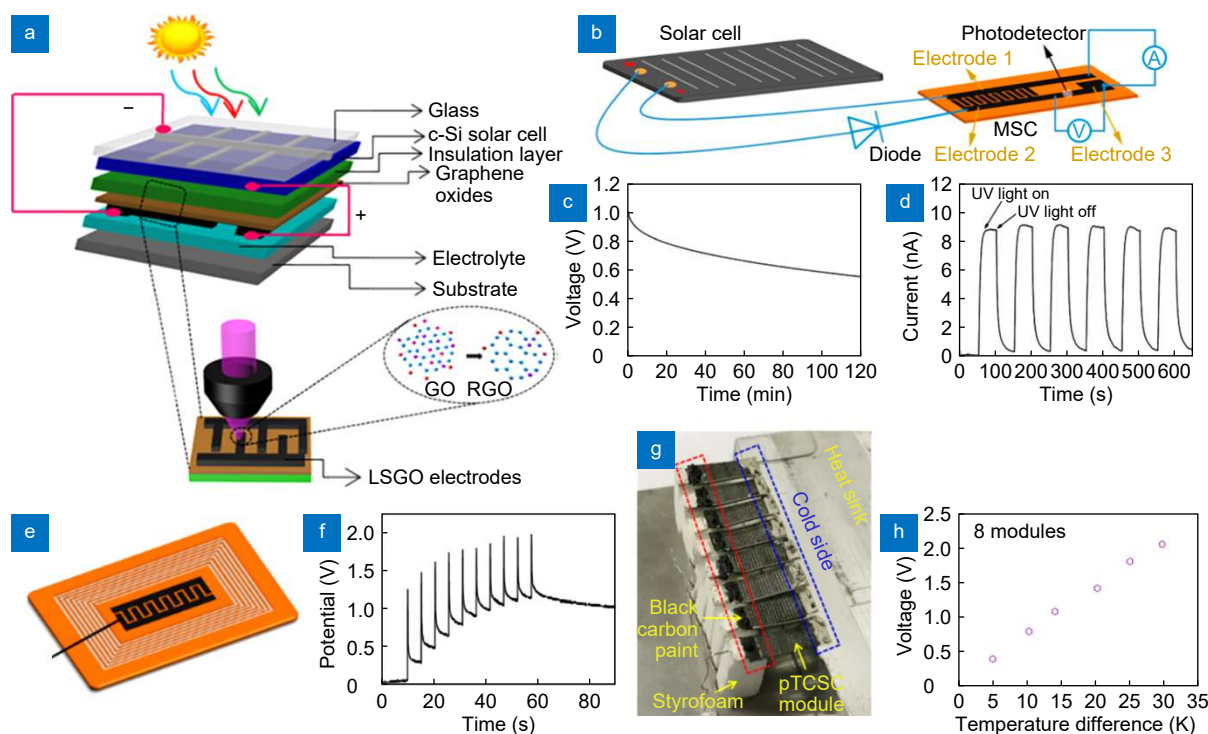 a
−
Glass
c-Si solar cell
Insulation layer
Graphene
oxides
+
Electrolyte
Substrate
GO RGO
LSGO electrodes
b
Solar cell
Photodetector
Electrode 1
A
V
MSC
Diode
Electrode 2
Electrode 3
c
Voltage (V)
1.2
1.0
0.8
0.6
0.4
0.2
0
0 20 40 60 80 100 120
Time (min)
d
Current (nA)
12
10
8
6
4
2
0
UV light on
UV light off
0 100 200 300 400 500 600
Time (s)
e
f
Potential (V)
2.0
1.5
1.0
0.5
0
0 20 40 60 80
Time (s)
g
Heat sink
Cold side
Black
carbon
paint
Styrofoam
pTCSC
module
h
8 modules
Voltage (V)
2.5
2.0
1.5
1.0
0.5
0
0 5 10 15 20 25 30 35
Temperature difference (K)